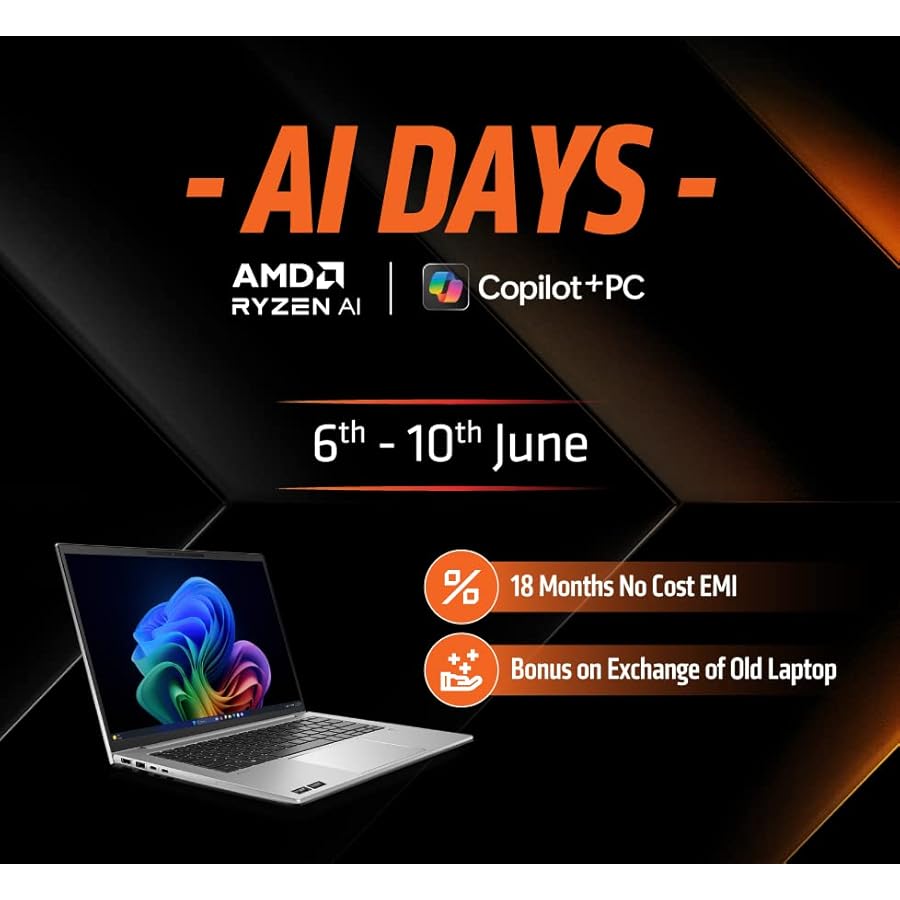 - AI DAYS -
AMD
RYZEN AI
Copilot+PC
6th - 10th June
18 Months No Cost EMI
Bonus on Exchange of Old Laptop